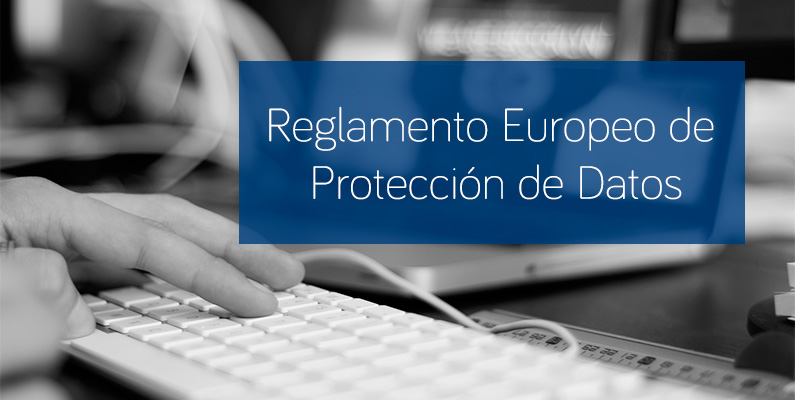 Reglamento Europeo de
Protección de Datos